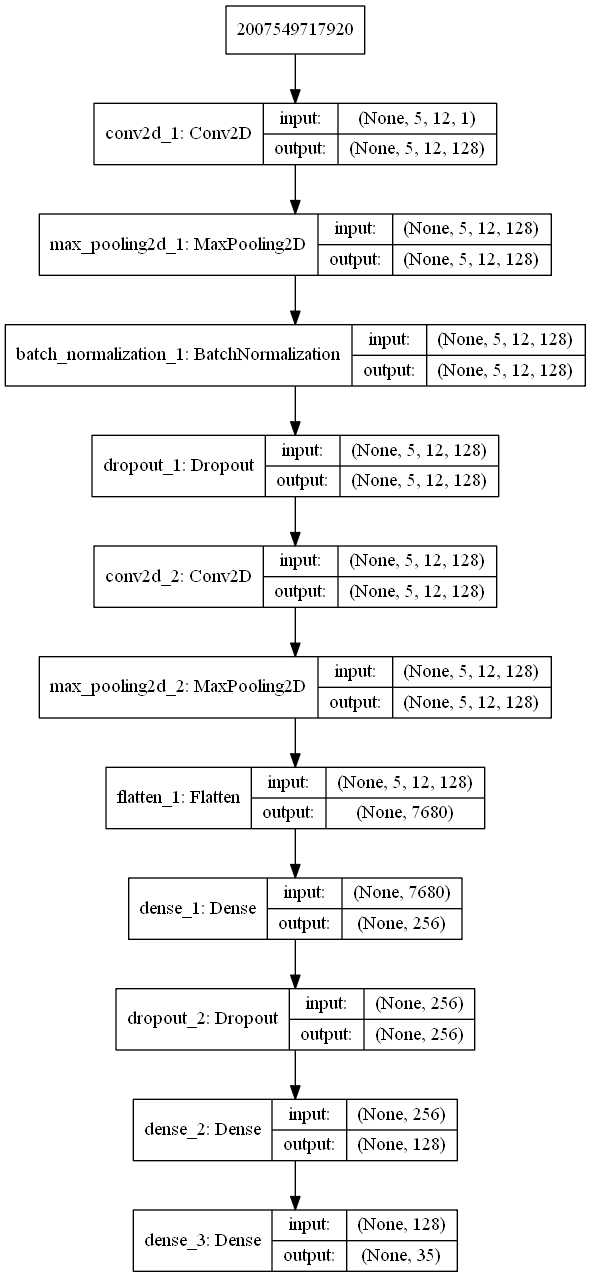 2007549717920
conv2d_1: Conv2D
input: (None, 5, 12, 1)
output: (None, 5, 12, 128)
max_pooling2d_1: MaxPooling2D
input: (None, 5, 12, 128)
output: (None, 5, 12, 128)
batch_normalization_1: BatchNormalization
input: (None, 5, 12, 128)
output: (None, 5, 12, 128)
dropout_1: Dropout
input: (None, 5, 12, 128)
output: (None, 5, 12, 128)
conv2d_2: Conv2D
input: (None, 5, 12, 128)
output: (None, 5, 12, 128)
max_pooling2d_2: MaxPooling2D
input: (None, 5, 12, 128)
output: (None, 5, 12, 128)
flatten_1: Flatten
input: (None, 5, 12, 128)
output: (None, 7680)
dense_1: Dense
input: (None, 7680)
output: (None, 256)
dropout_2: Dropout
input: (None, 256)
output: (None, 256)
dense_2: Dense
input: (None, 256)
output: (None, 128)
dense_3: Dense
input: (None, 128)
output: (None, 35)